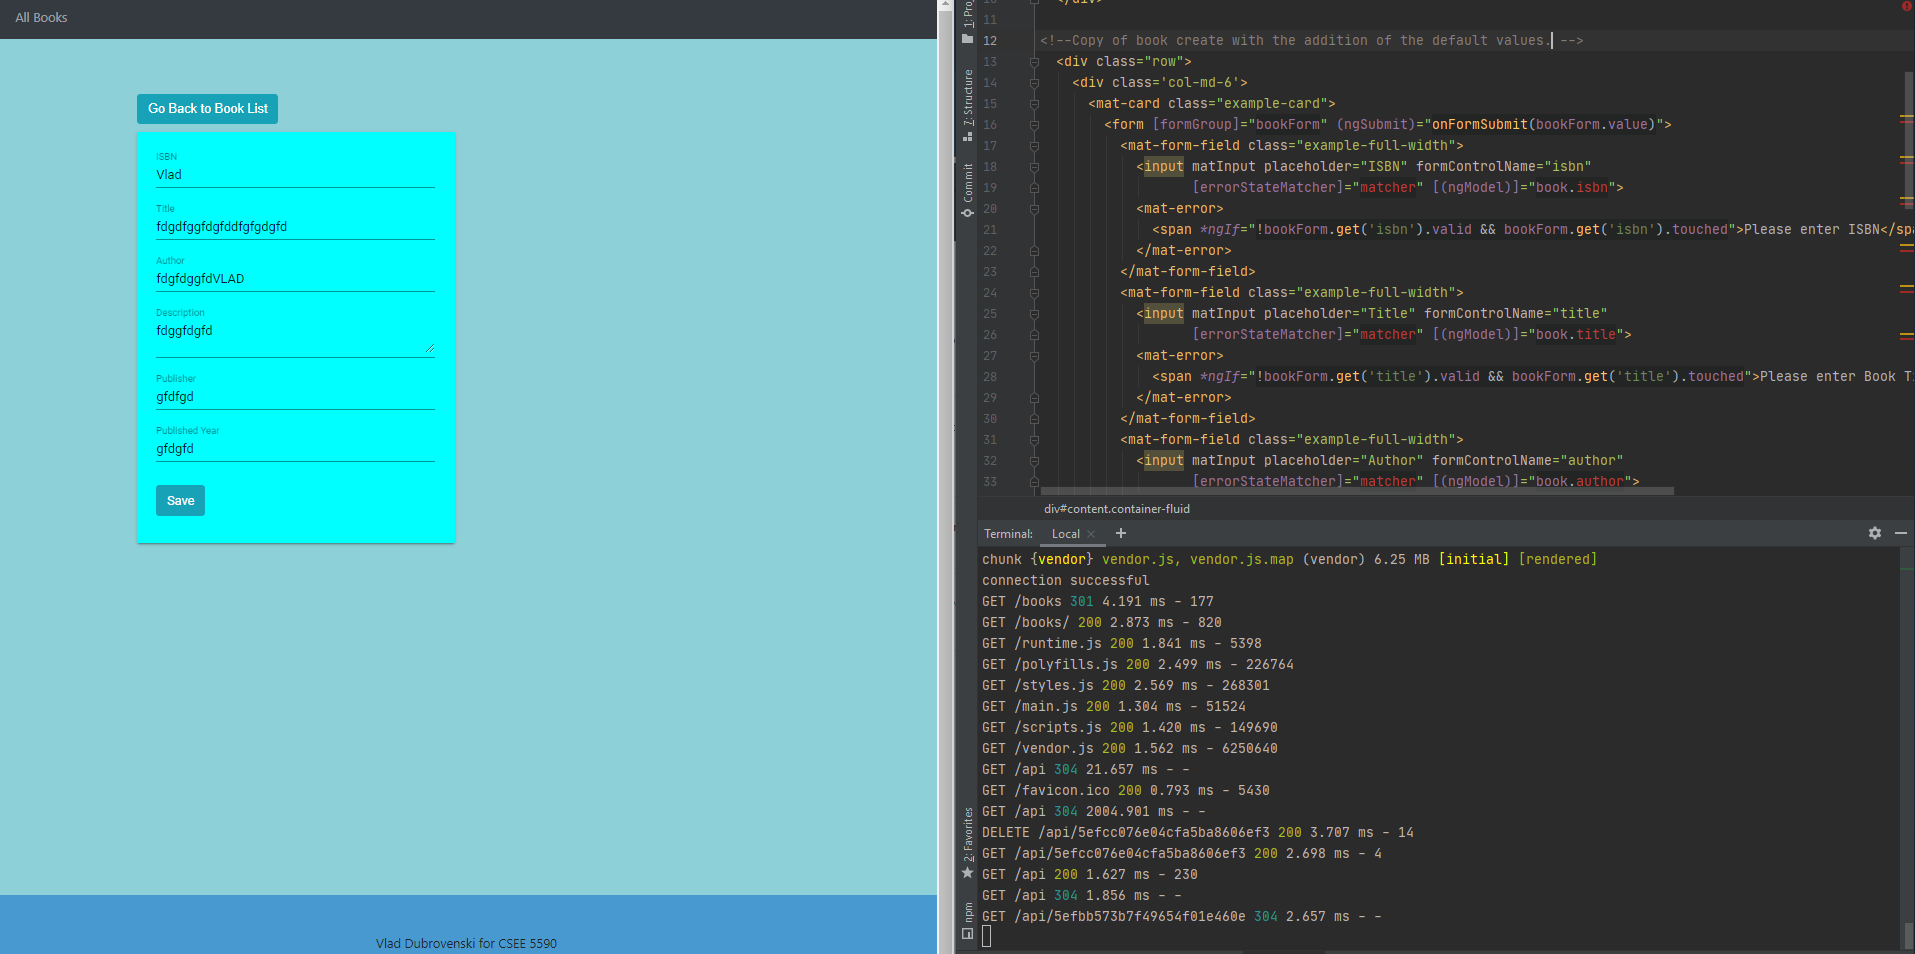 All Books
Go Back to Book List
ISBN
Vlad
Title
fdgdfggfdgfddfgfgdgfd
Author
fdgfdggfdVLAD
Description
fdggfdgfd
Publisher
gfdfgd
Published Year
gfdgfd
Save
Vlad Dubrovenski for CSEE 5590
1: Proj
7: Structure
Commit
2: Favorites
npm
10 </div>
11
12 <!--Copy of book create with the addition of the default values. -->
13 <div class="row">
14 <div class='col-md-6'>
15 <mat-card class="example-card">
16 <form [formGroup]="bookForm" (ngSubmit)="onFormSubmit(bookForm.value)">
17 <mat-form-field class="example-full-width">
18 <input matInput placeholder="ISBN" formControlName="isbn"
19 [errorStateMatcher]="matcher" [(ngModel)]="book.isbn">
20 <mat-error>
21 <span *ngIf="!bookForm.get('isbn').valid && bookForm.get('isbn').touched">Please enter ISBN</spa
22 </mat-error>
23 </mat-form-field>
24 <mat-form-field class="example-full-width">
25 <input matInput placeholder="Title" formControlName="title"
26 [errorStateMatcher]="matcher" [(ngModel)]="book.title">
27 <mat-error>
28 <span *ngIf="!bookForm.get('title').valid && bookForm.get('title').touched">Please enter Book T
29 </mat-error>
30 </mat-form-field>
31 <mat-form-field class="example-full-width">
32 <input matInput placeholder="Author" formControlName="author"
33 [errorStateMatcher]="matcher" [(ngModel)]="book.author">
div#content.container-fluid
Terminal: Local × +
chunk {vendor} vendor.js, vendor.js.map (vendor) 6.25 MB [initial] [rendered]
connection successful
GET /books 301 4.191 ms - 177
GET /books/ 200 2.873 ms - 820
GET /runtime.js 200 1.841 ms - 5398
GET /polyfills.js 200 2.499 ms - 226764
GET /styles.js 200 2.569 ms - 268301
GET /main.js 200 1.304 ms - 51524
GET /scripts.js 200 1.420 ms - 149690
GET /vendor.js 200 1.562 ms - 6250640
GET /api 304 21.657 ms - -
GET /favicon.ico 200 0.793 ms - 5430
GET /api 304 2004.901 ms - -
DELETE /api/5efcc076e04cfa5ba8606ef3 200 3.707 ms - 14
GET /api/5efcc076e04cfa5ba8606ef3 200 2.698 ms - 4
GET /api 200 1.627 ms - 230
GET /api 304 1.856 ms - -
GET /api/5efbb573b7f49654f01e460e 304 2.657 ms - -